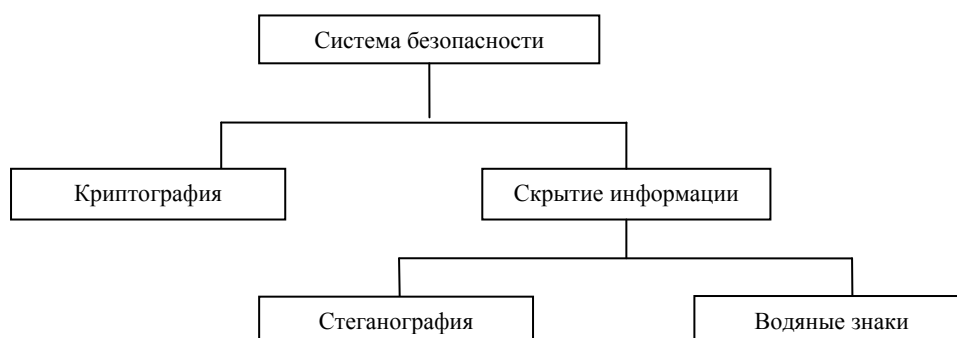 Система безопасности
Криптография
Скрытие информации
Стеганография
Водяные знаки